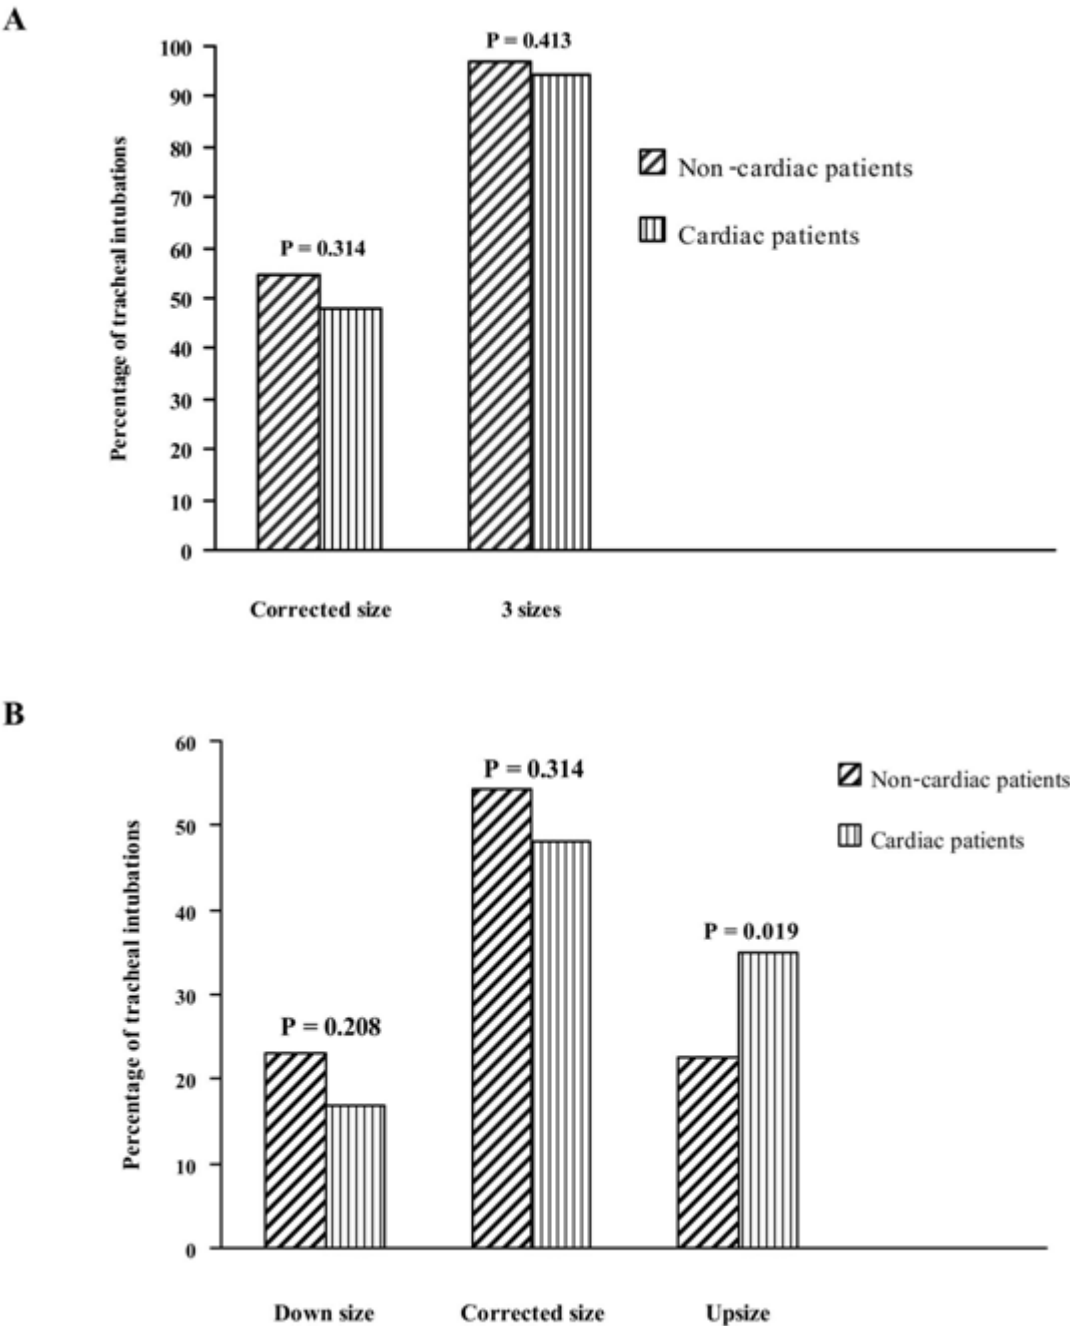 A
P = 0.413
100
90
80
70
60
50
40
30
20
10
0
Percentage of tracheal intubations
P = 0.314
Non -cardiac patients
Cardiac patients
Corrected size
3 sizes
B
60
50
40
30
20
10
0
Percentage of tracheal intubations
P = 0.208
P = 0.314
P = 0.019
Non-cardiac patients
Cardiac patients
Down size
Corrected size
Upsize